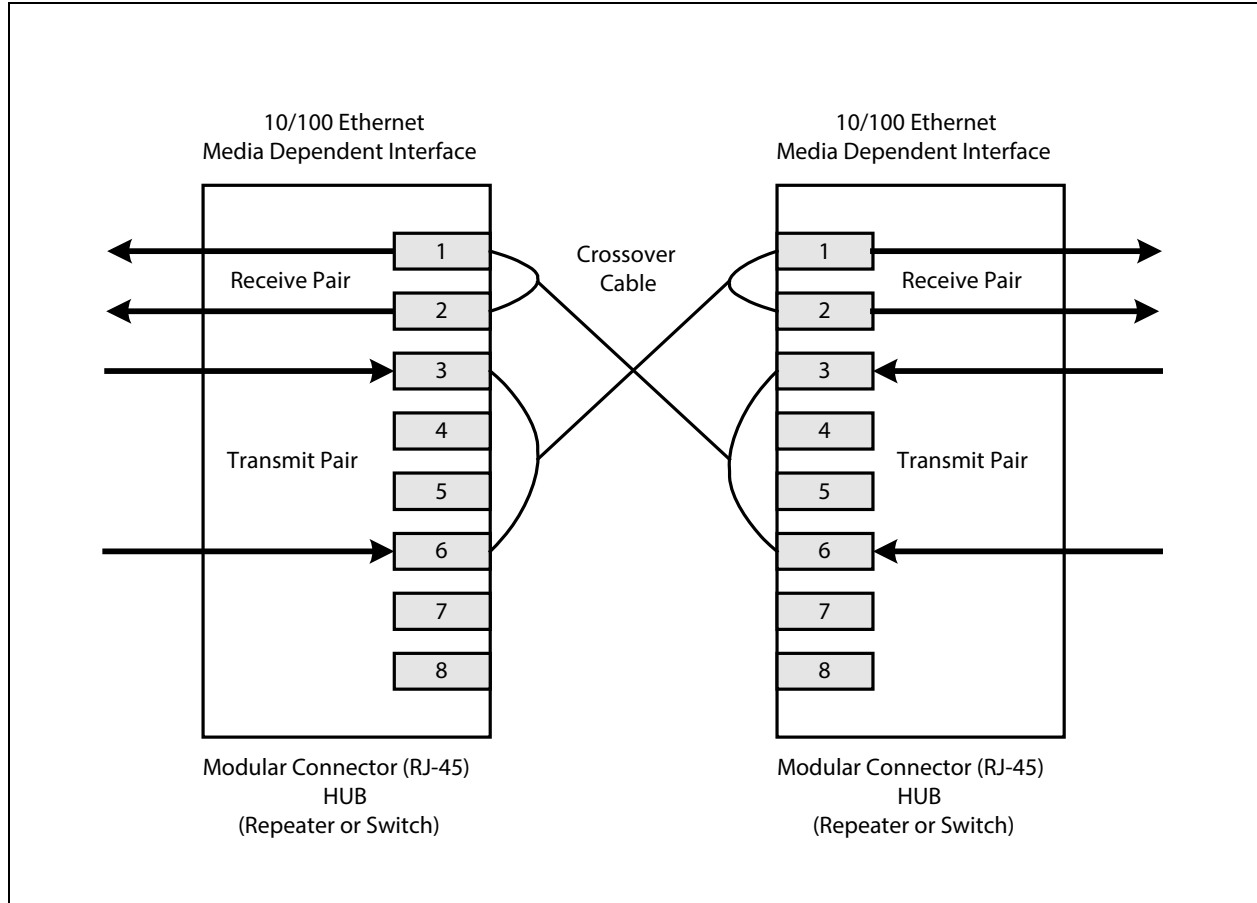 10/100 Ethernet
Media Dependent Interface
10/100 Ethernet
Media Dependent Interface
1
Receive Pair
2
3
4
Transmit Pair
5
6
7
8
Crossover
Cable
1
Receive Pair
2
3
4
Transmit Pair
5
6
7
8
Modular Connector (RJ-45)
HUB
(Repeater or Switch)
Modular Connector (RJ-45)
HUB
(Repeater or Switch)